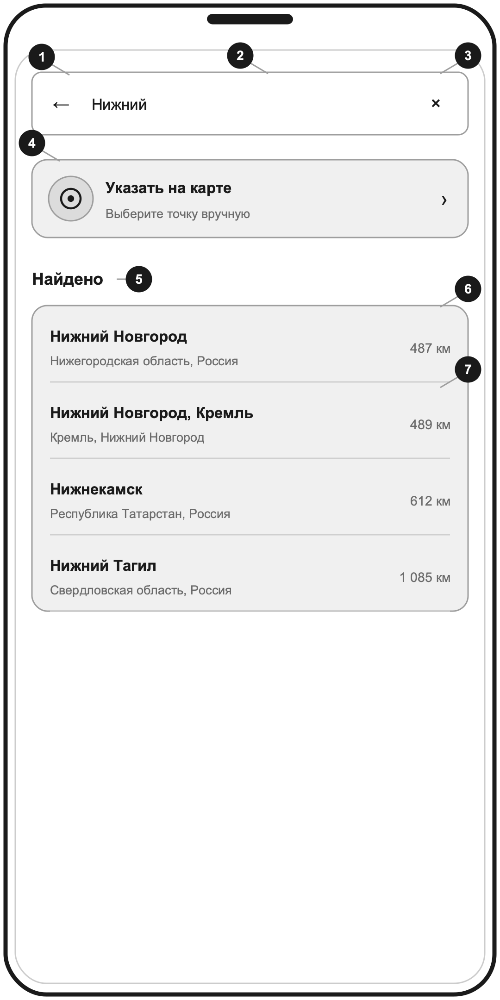 1
2
3
← Нижний ×
4
Указать на карте
Выберите точку вручную
›
Найдено
5
6
Нижний Новгород
Нижегородская область, Россия
487 км
7
Нижний Новгород, Кремль
Кремль, Нижний Новгород
489 км
Нижнекамск
Республика Татарстан, Россия
612 км
Нижний Тагил
Свердловская область, Россия
1 085 км